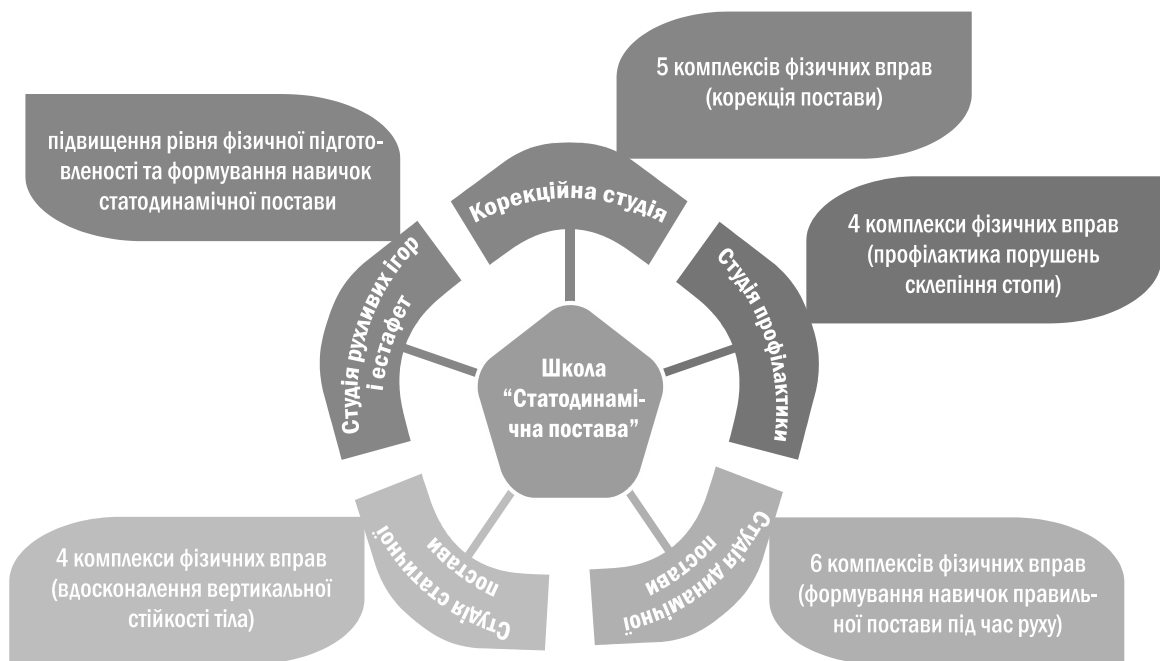 5 комплексів фізичних вправ
(корекція постави)
підвищення рівня фізичної підгото-
вленості та формування навичок
статодинамічної постави
Корекційна студія
4 комплекси фізичних вправ
(профілактика порушень
склепіння стопи)
Студія рухливих ігор
і естафет
Студія профілактики
Школа
“Статодинамі-
чна постава”
Студія статичної
постави
Студія динамічної
постави
4 комплекси фізичних вправ
(вдосконалення вертикальної
стійкості тіла)
6 комплексів фізичних вправ
(формування навичок правиль-
ної постави під час руху)